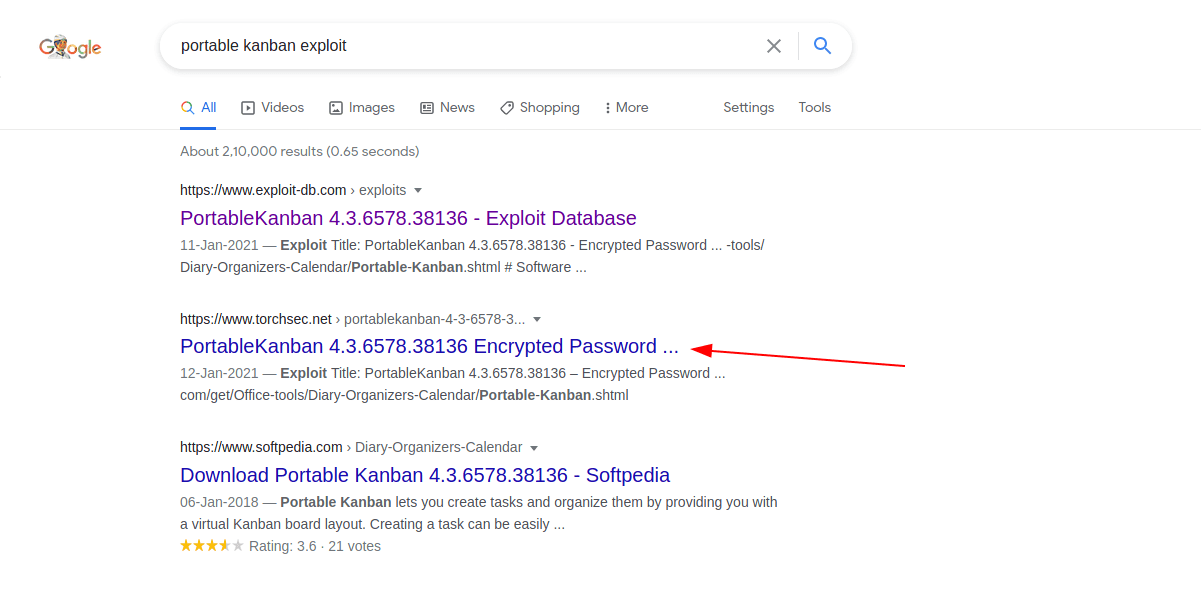 Google
portable kanban exploit
All Videos Images News Shopping More Settings Tools
About 2,10,000 results (0.65 seconds)
https://www.exploit-db.com › exploits
PortableKanban 4.3.6578.38136 - Exploit Database
11-Jan-2021 — Exploit Title: PortableKanban 4.3.6578.38136 - Encrypted Password ... -tools/
Diary-Organizers-Calendar/Portable-Kanban.shtml # Software ...
https://www.torchsec.net › portablekanban-4-3-6578-3...
PortableKanban 4.3.6578.38136 Encrypted Password ...
12-Jan-2021 — Exploit Title: PortableKanban 4.3.6578.38136 – Encrypted Password ...
com/get/Office-tools/Diary-Organizers-Calendar/Portable-Kanban.shtml
https://www.softpedia.com › Diary-Organizers-Calendar
Download Portable Kanban 4.3.6578.38136 - Softpedia
06-Jan-2018 — Portable Kanban lets you create tasks and organize them by providing you with
a virtual Kanban board layout. Creating a task can be easily ...
Rating: 3.6 · 21 votes